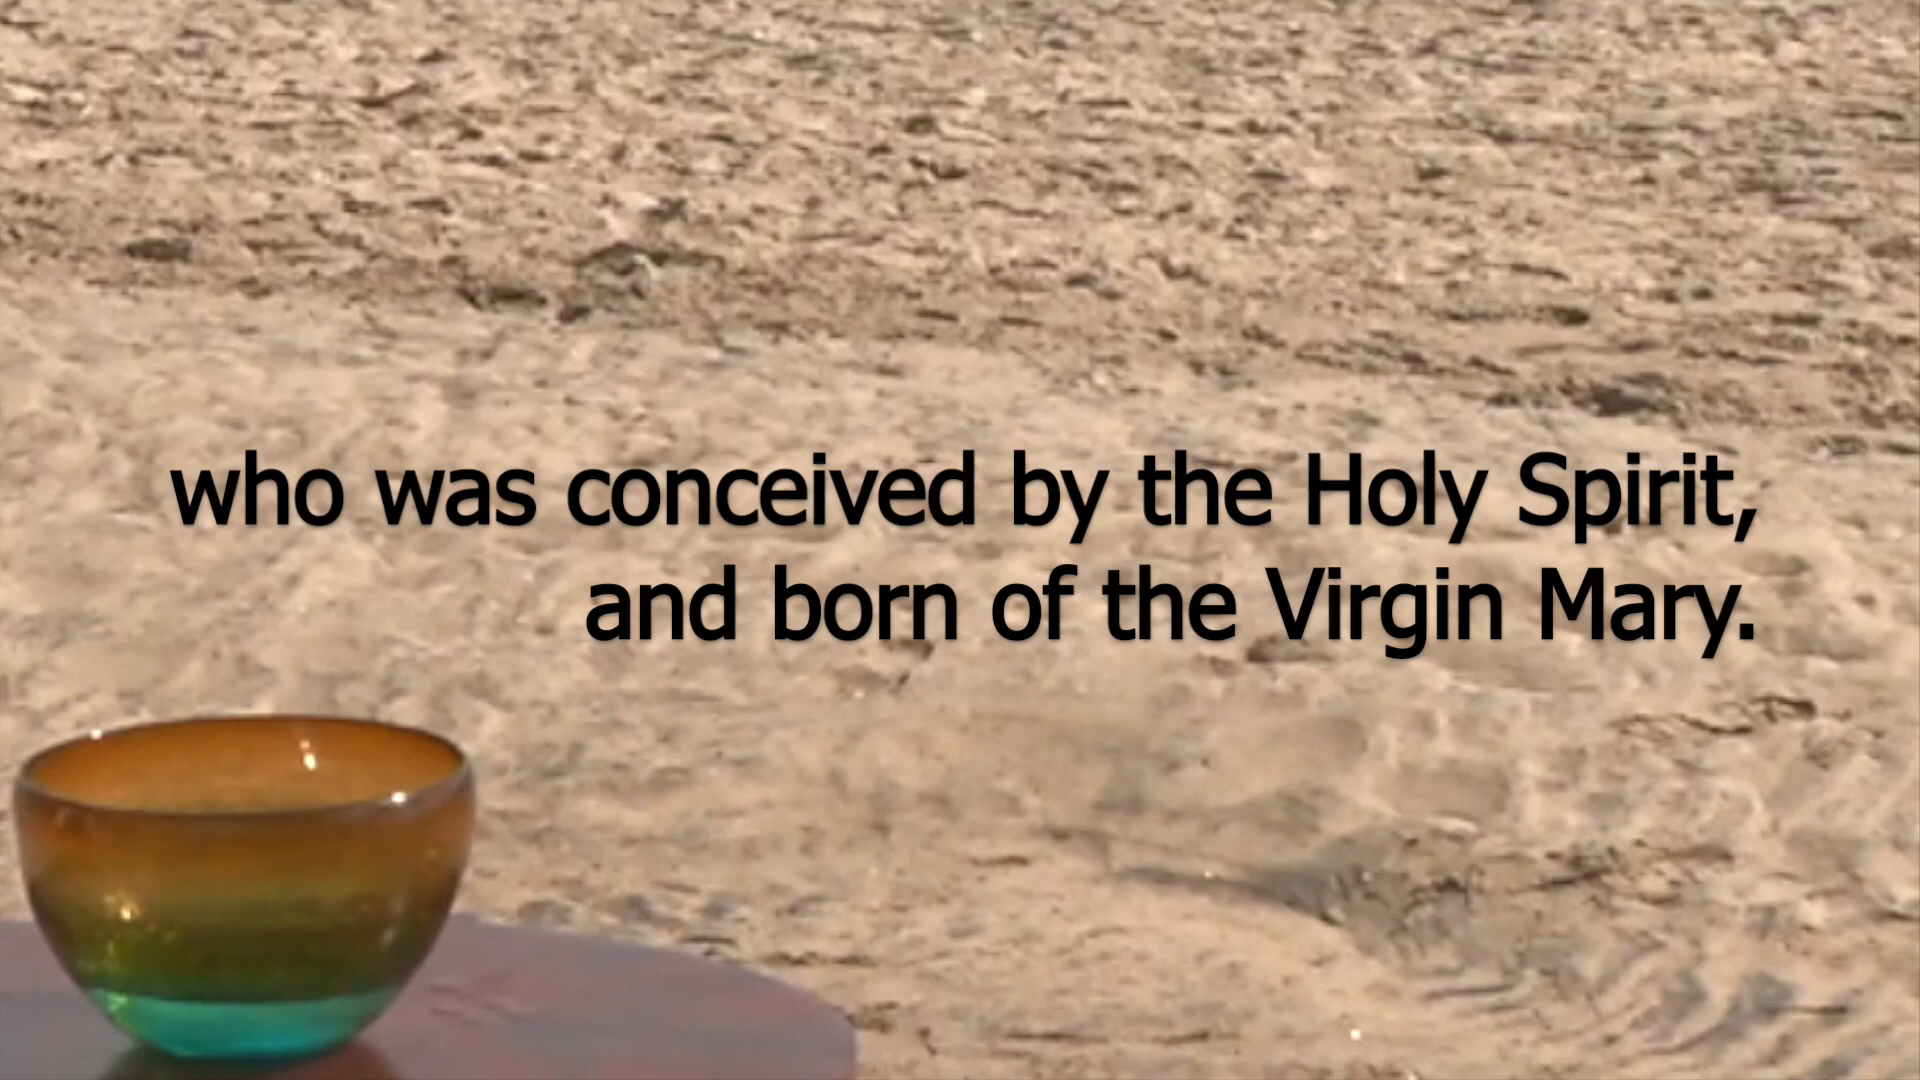 who was conceived by the Holy Spirit,
and born of the Virgin Mary.